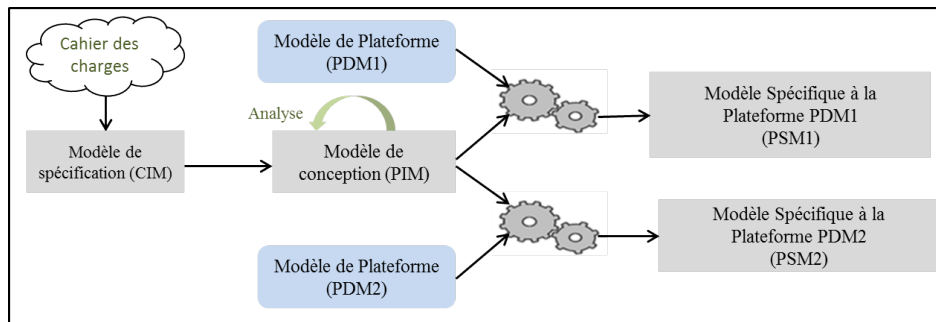 Cahier des
charges
Modèle de Plateforme
(PDM1)
Analyse
Modèle de
spécification (CIM)
Modèle de
conception (PIM)
Modèle Spécifique à la
Plateforme PDM1
(PSM1)
Modèle de Plateforme
(PDM2)
Modèle Spécifique à la
Plateforme PDM2
(PSM2)